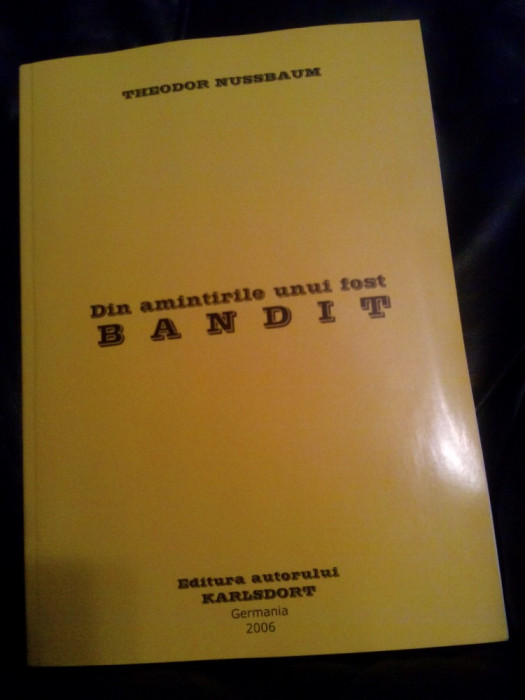 THEODOR NUSSBAUM
Din amintirile unui fost
BANDIT
Editura autorului
KARLSDORT
Germania
2006